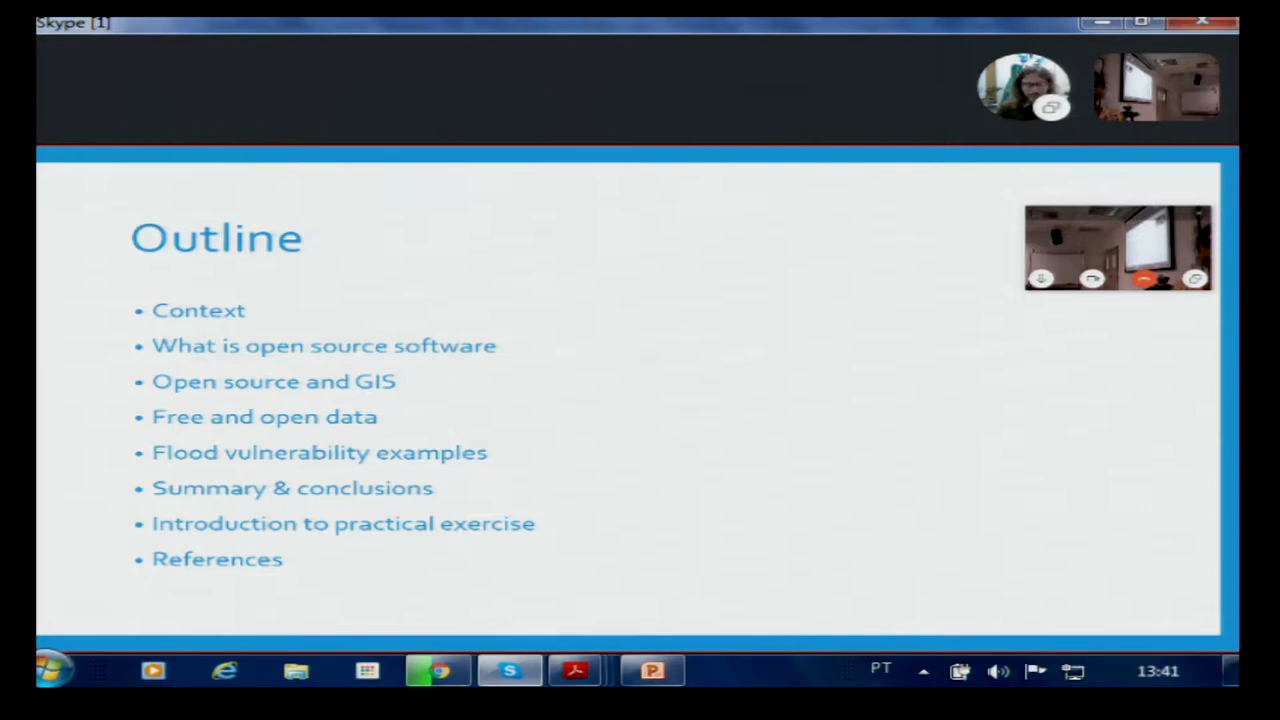 Skype [1]
Outline
• Context
• What is open source software
• Open source and GIS
• Free and open data
• Flood vulnerability examples
• Summary & conclusions
• Introduction to practical exercise
• References
PT
13:41